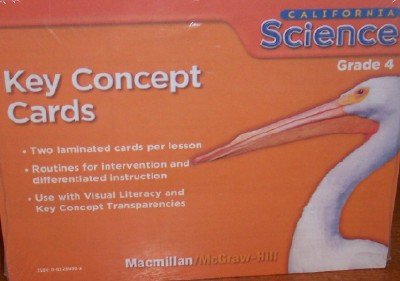 CALIFORNIA
Science
Grade 4
Key Concept
Cards
• Two laminated cards per lesson
• Routines for intervention and
differentiated instruction
• Use with Visual Literacy and
Key Concept Transparencies
Macmillan/McGraw-Hill